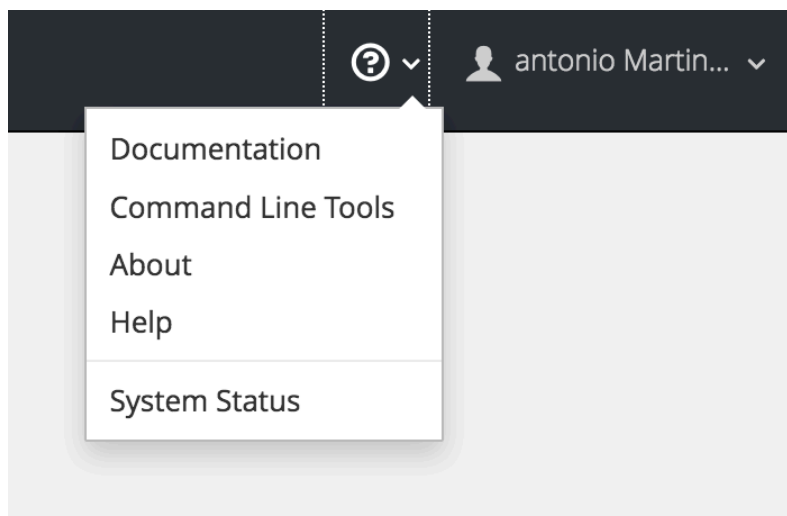 antonio Martin...
Documentation
Command Line Tools
About
Help
System Status